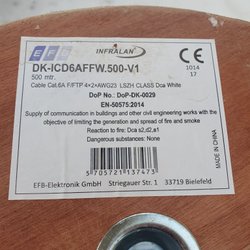 EFB
INFRALAN®
DK-ICD6AFFW.500-V1
500 mtr.
Cable Cat.6A F/FTP 4×2×AWG23 LSZH CLASS Dca White
DoP No.: DoP-DK-0029
EN-50575:2014
CE
1014
17
Supply of communication in buildings and other civil engineering works with the
objective of limiting the generation and spread of fire and smoke
Reaction to fire: Dca s2,d2,a1
Dangerous substances: None
MADE IN CHINA
5 705721 137473
EFB-Elektronik GmbH Striegauer Str. 1 33719 Bielefeld